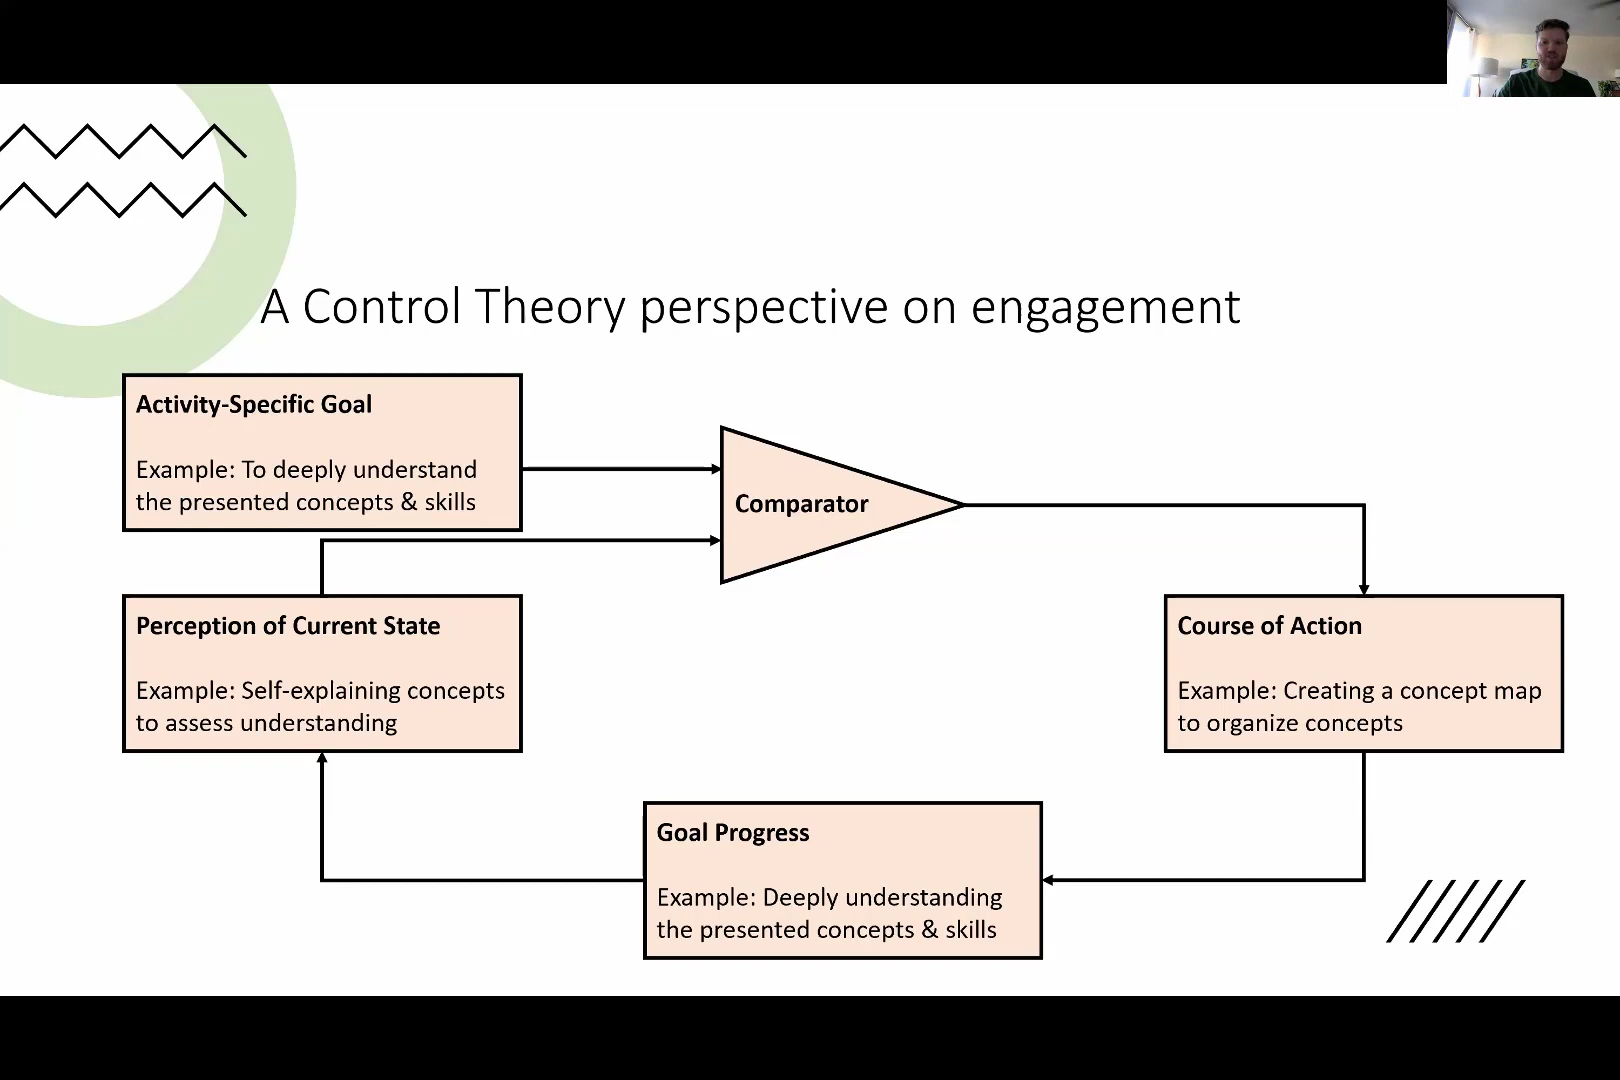 A Control Theory perspective on engagement
Activity-Specific Goal
Example: To deeply understand
the presented concepts & skills
Comparator
Perception of Current State
Example: Self-explaining concepts
to assess understanding
Course of Action
Example: Creating a concept map
to organize concepts
Goal Progress
Example: Deeply understanding
the presented concepts & skills